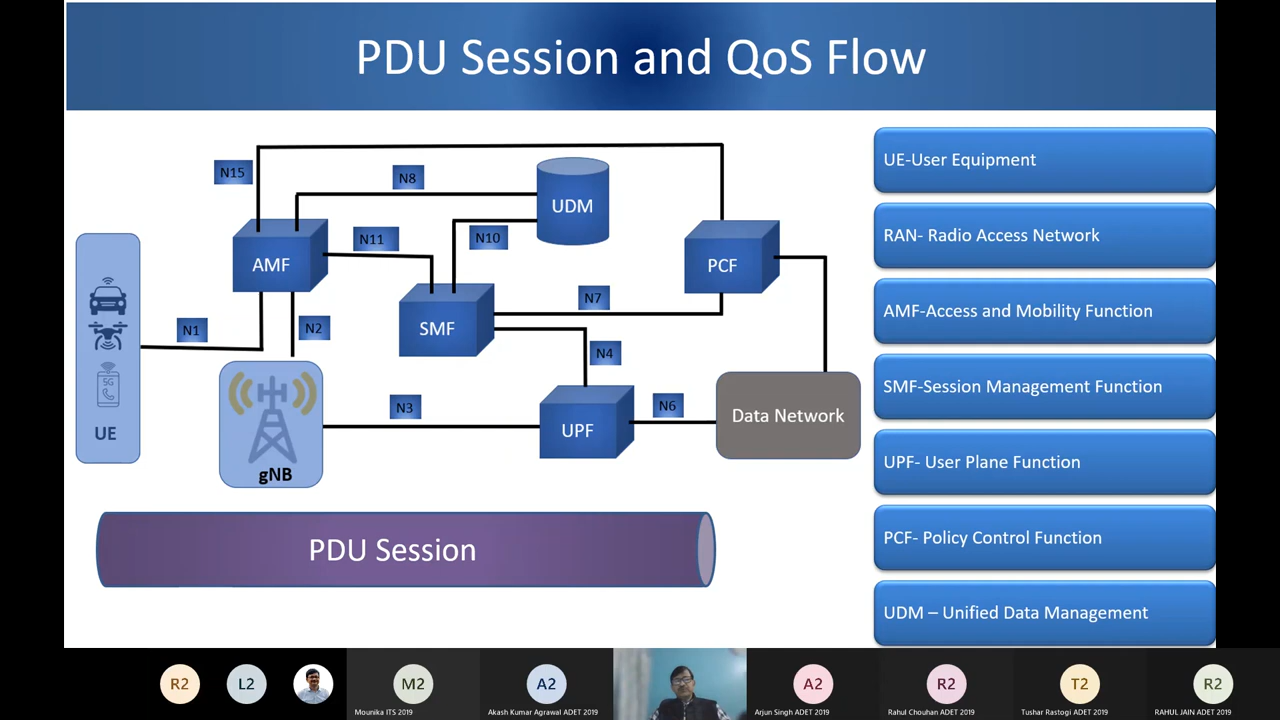 PDU Session and QoS Flow
N15
N8
UDM
N11
N10
AMF
PCF
N7
SMF
N1
N2
N4
5G
UE
N3
UPF
N6
Data Network
gNB
PDU Session
UE-User Equipment
RAN- Radio Access Network
AMF-Access and Mobility Function
SMF-Session Management Function
UPF- User Plane Function
PCF- Policy Control Function
UDM – Unified Data Management
R2
L2
M2
Mounika ITS 2019
A2
Akash Kumar Agrawal ADET 2019
A2
Arjun Singh ADET 2019
R2
Rahul Chouhan ADET 2019
T2
Tushar Rastogi ADET 2019
R2
RAHUL JAIN ADET 2019